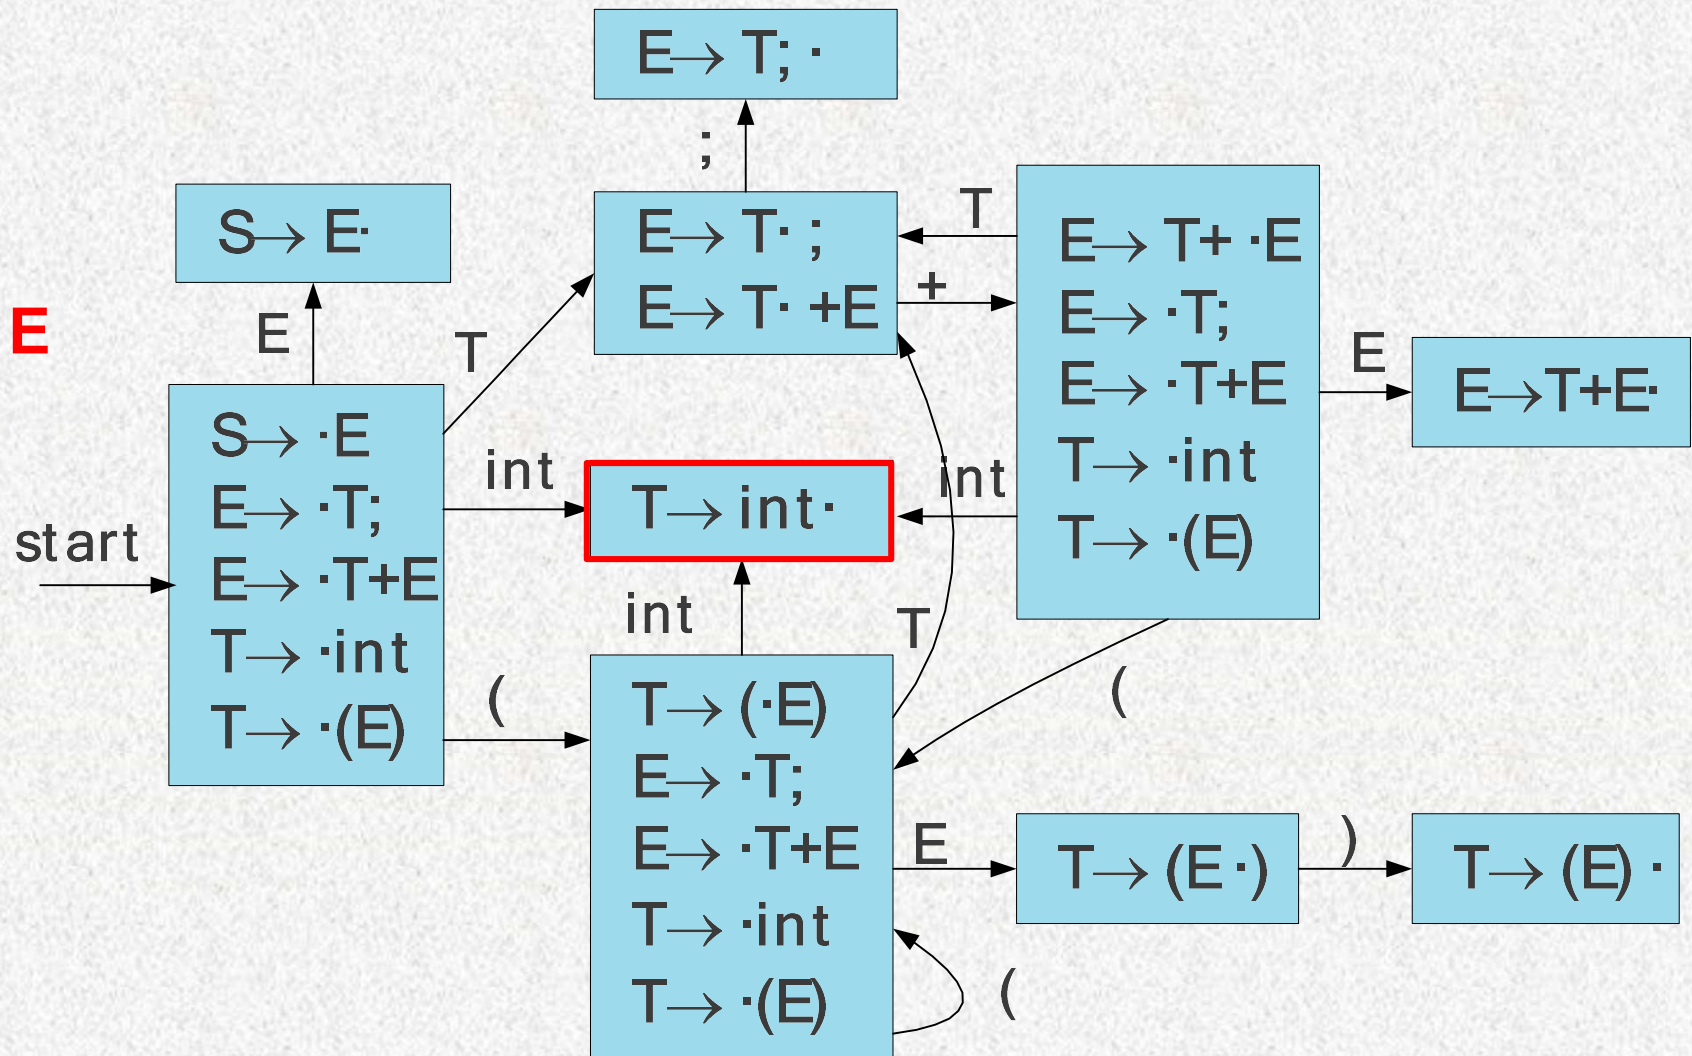 E→ T; ·
;
S→ E·
E→ T· ;
E→ T· +E
T
+
E→ T+ ·E
E→ ·T;
E→ ·T+E
T→ ·int
T→ ·(E)
E
E→T+E·
E
E
T
S→ ·E
E→ ·T;
E→ ·T+E
T→ ·int
T→ ·(E)
start
int
T→ int·
int
int
T
(
(
T→ (·E)
E→ ·T;
E→ ·T+E
T→ ·int
T→ ·(E)
E
T→ (E ·)
)
T→ (E) ·
(